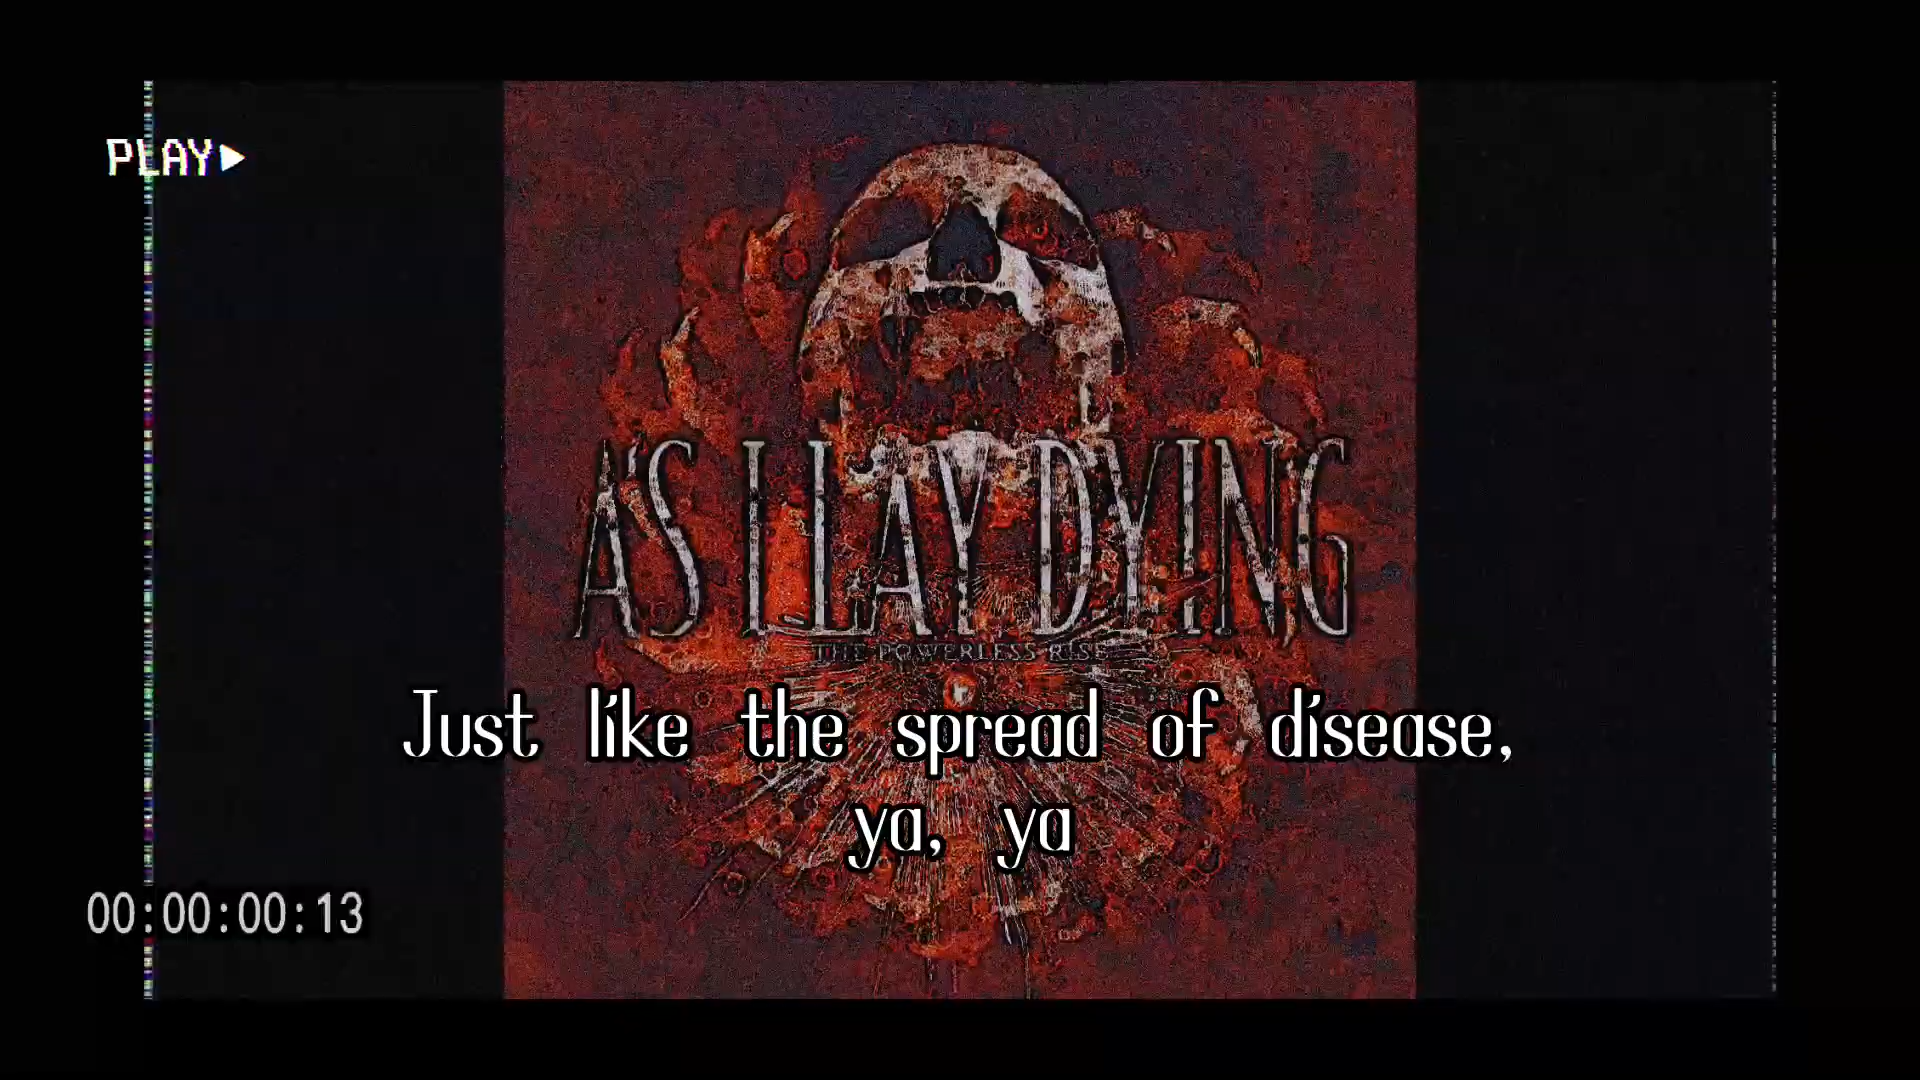 PLAY
AS I LAY DYING
THE POWERLESS RISE
Just like the spread of disease,
ya, ya
00:00:00:13